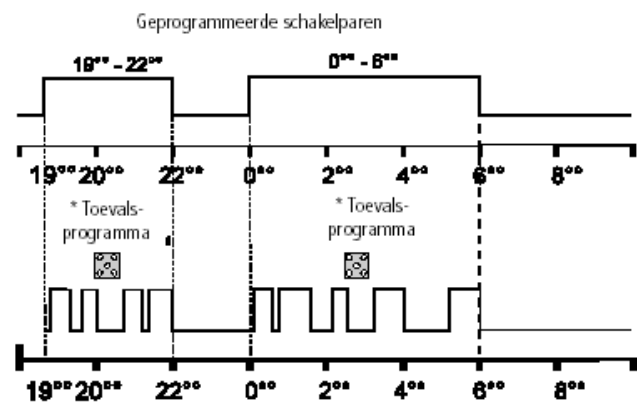 Geprogrammeerde schakelparen
19⁰⁰ - 22⁰⁰ 0⁰⁰ - 6⁰⁰
19⁰⁰ 20⁰⁰ 22⁰⁰ 0⁰⁰ 2⁰⁰ 4⁰⁰ 6⁰⁰ 8⁰⁰
* Toevals- * Toevals-
programma programma
19⁰⁰ 20⁰⁰ 22⁰⁰ 0⁰⁰ 2⁰⁰ 4⁰⁰ 6⁰⁰ 8⁰⁰